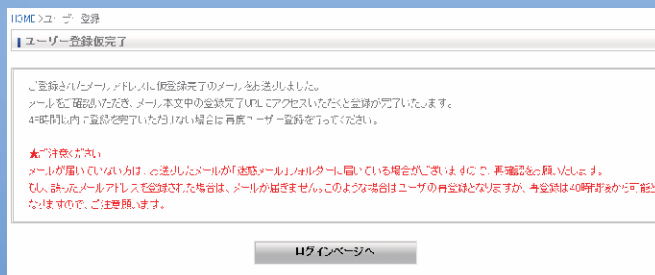 HOME>ユーザー登録
ユーザー登録仮完了
ご登録されたメールアドレスに仮登録完了のメールをお送りしました。
メールをご確認いただき、メール本文中の登録完了URLにアクセスいただくと登録が完了いたします。
48時間以内に登録を完了いただけない場合は再度ユーザー登録を行ってください。
★ご注意ください
メールが届いていない方は、お送りしたメールが「迷惑メール」フォルダーに届いている場合がございますので、再確認をお願いいたします。
もし、誤ったメールアドレスを登録された場合は、メールが届きません。このような場合はユーザの再登録となりますが、再登録は48時間後から可能と
なりますので、ご注意願います。
ログインページへ